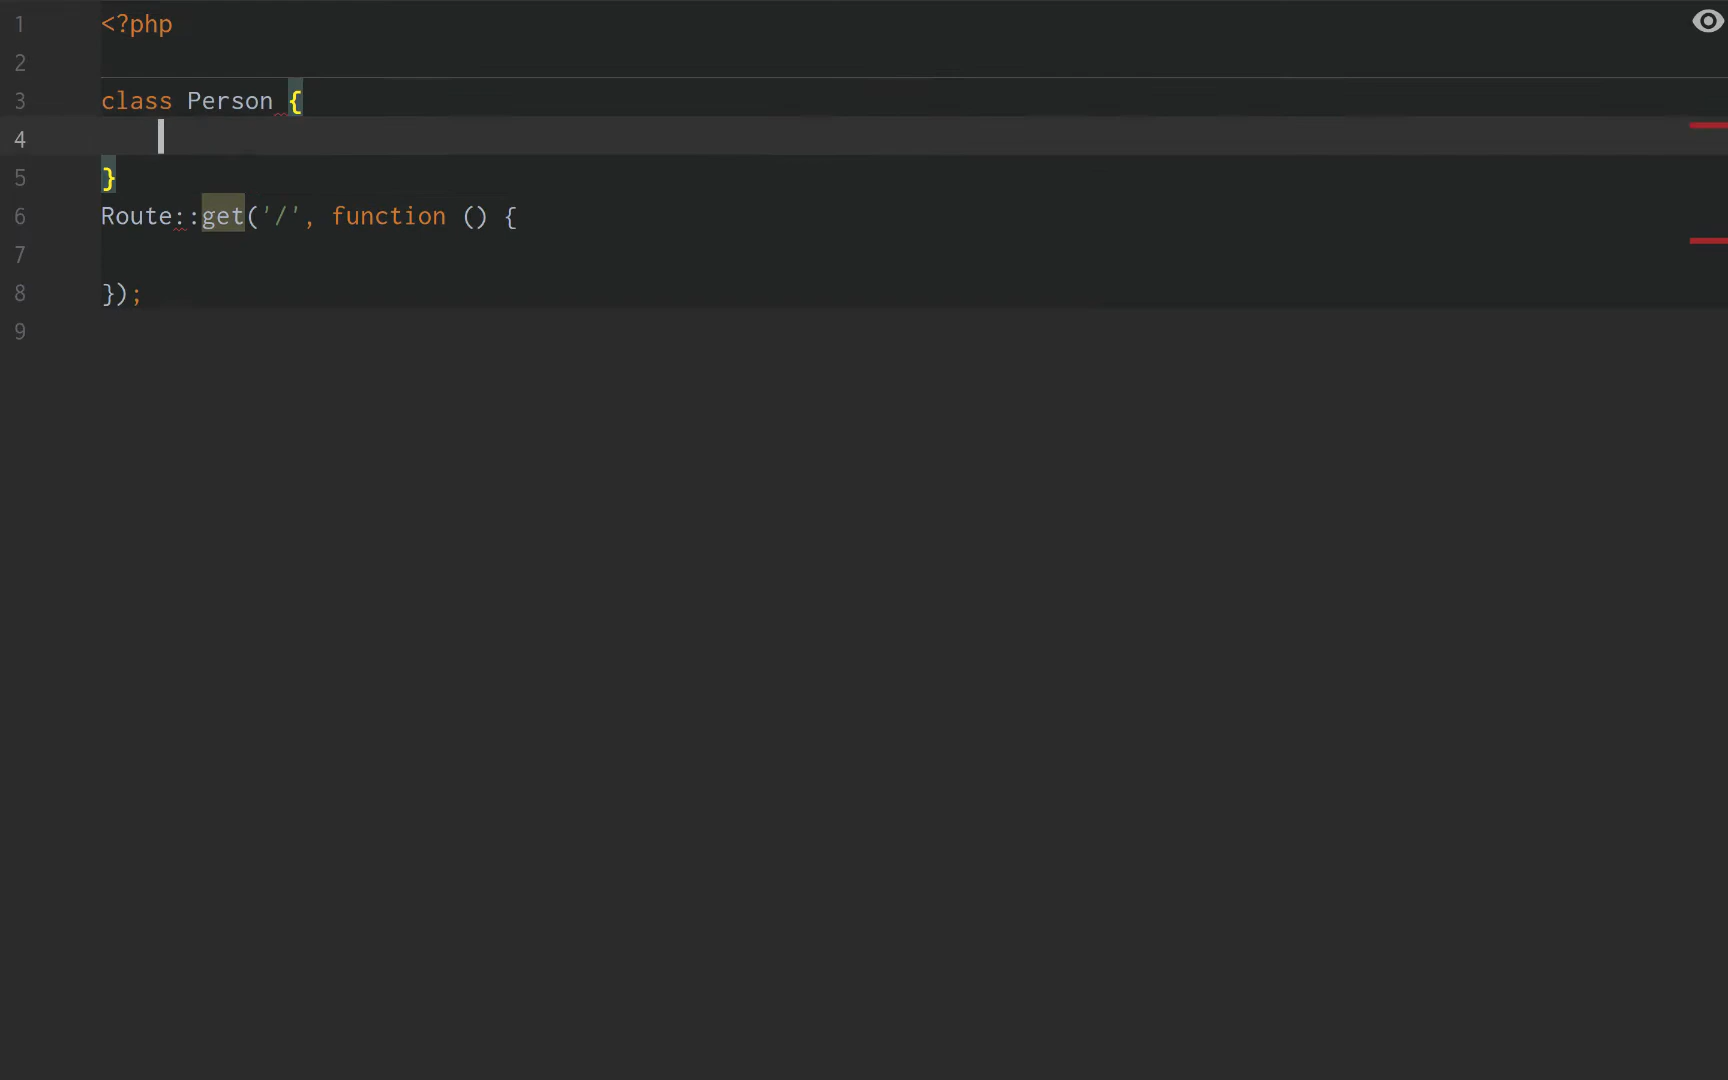 1 <?php
2
3 class Person {
4
5 }
6 Route::get('/', function () {
7
8 });
9